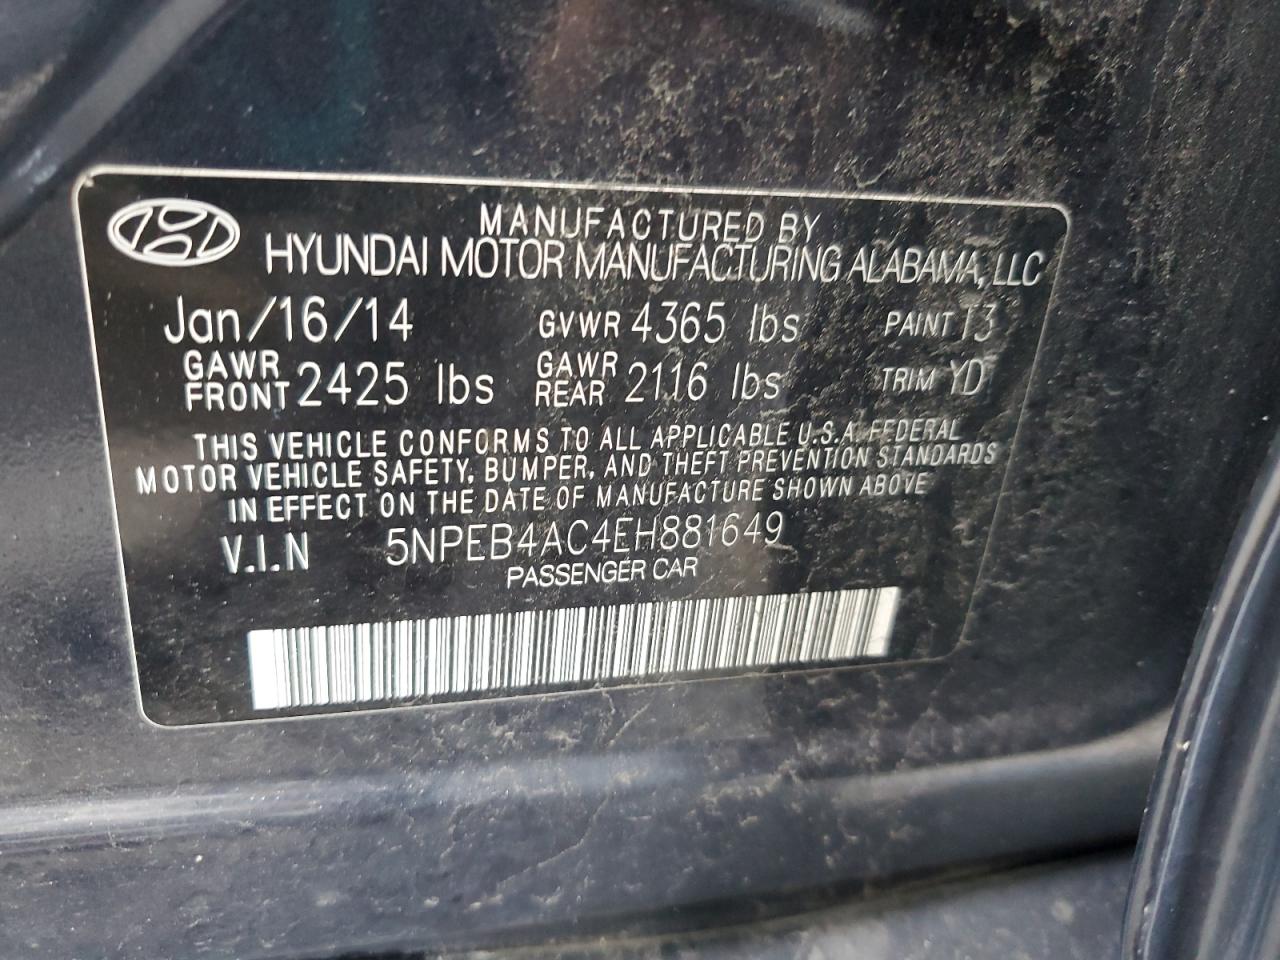 MANUFACTURED BY
HYUNDAI MOTOR MANUFACTURING ALABAMA, LLC
Jan/16/14 GVWR 4365 lbs PAINT T3
GAWR FRONT 2425 lbs GAWR REAR 2116 lbs TRIM YD
THIS VEHICLE CONFORMS TO ALL APPLICABLE U.S.A. FEDERAL
MOTOR VEHICLE SAFETY, BUMPER, AND THEFT PREVENTION STANDARDS
IN EFFECT ON THE DATE OF MANUFACTURE SHOWN ABOVE
V.I.N 5NPEB4AC4EH881649
PASSENGER CAR